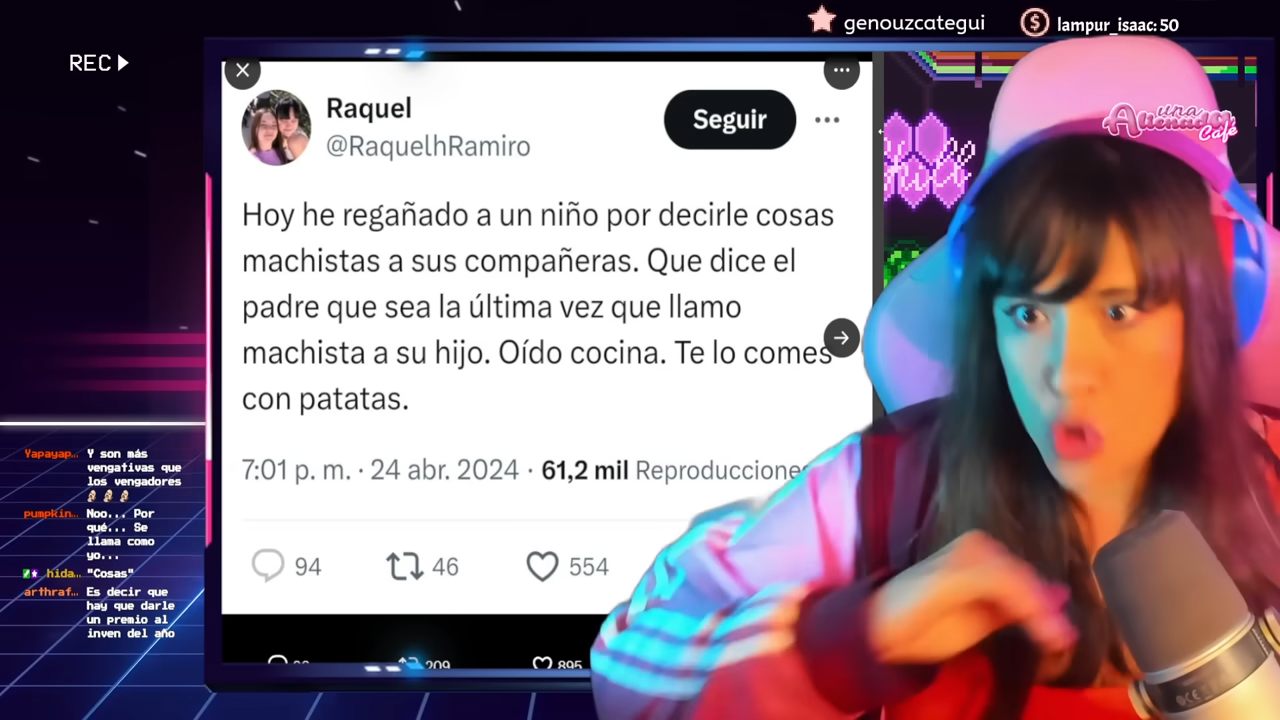 genouzcategui
lampur_isaac: 50
REC
Raquel
@RaquelhRamiro
Seguir
Hoy he regañado a un niño por decirle cosas
machistas a sus compañeras. Que dice el
padre que sea la última vez que llamo
machista a su hijo. Oído cocina. Te lo comes
con patatas.
7:01 p. m. · 24 abr. 2024 · 61,2 mil Reproducciones
94
46
554
209
895
Yapayap...
Y son más
vengativas que
los vengadores
pumpkin...
Noo... Por
qué... Se
llama como
yo...
hida...
"Cosas"
arthraf...
Es decir que
hay que darle
un premio al
inven del año
una
Alienada
Café